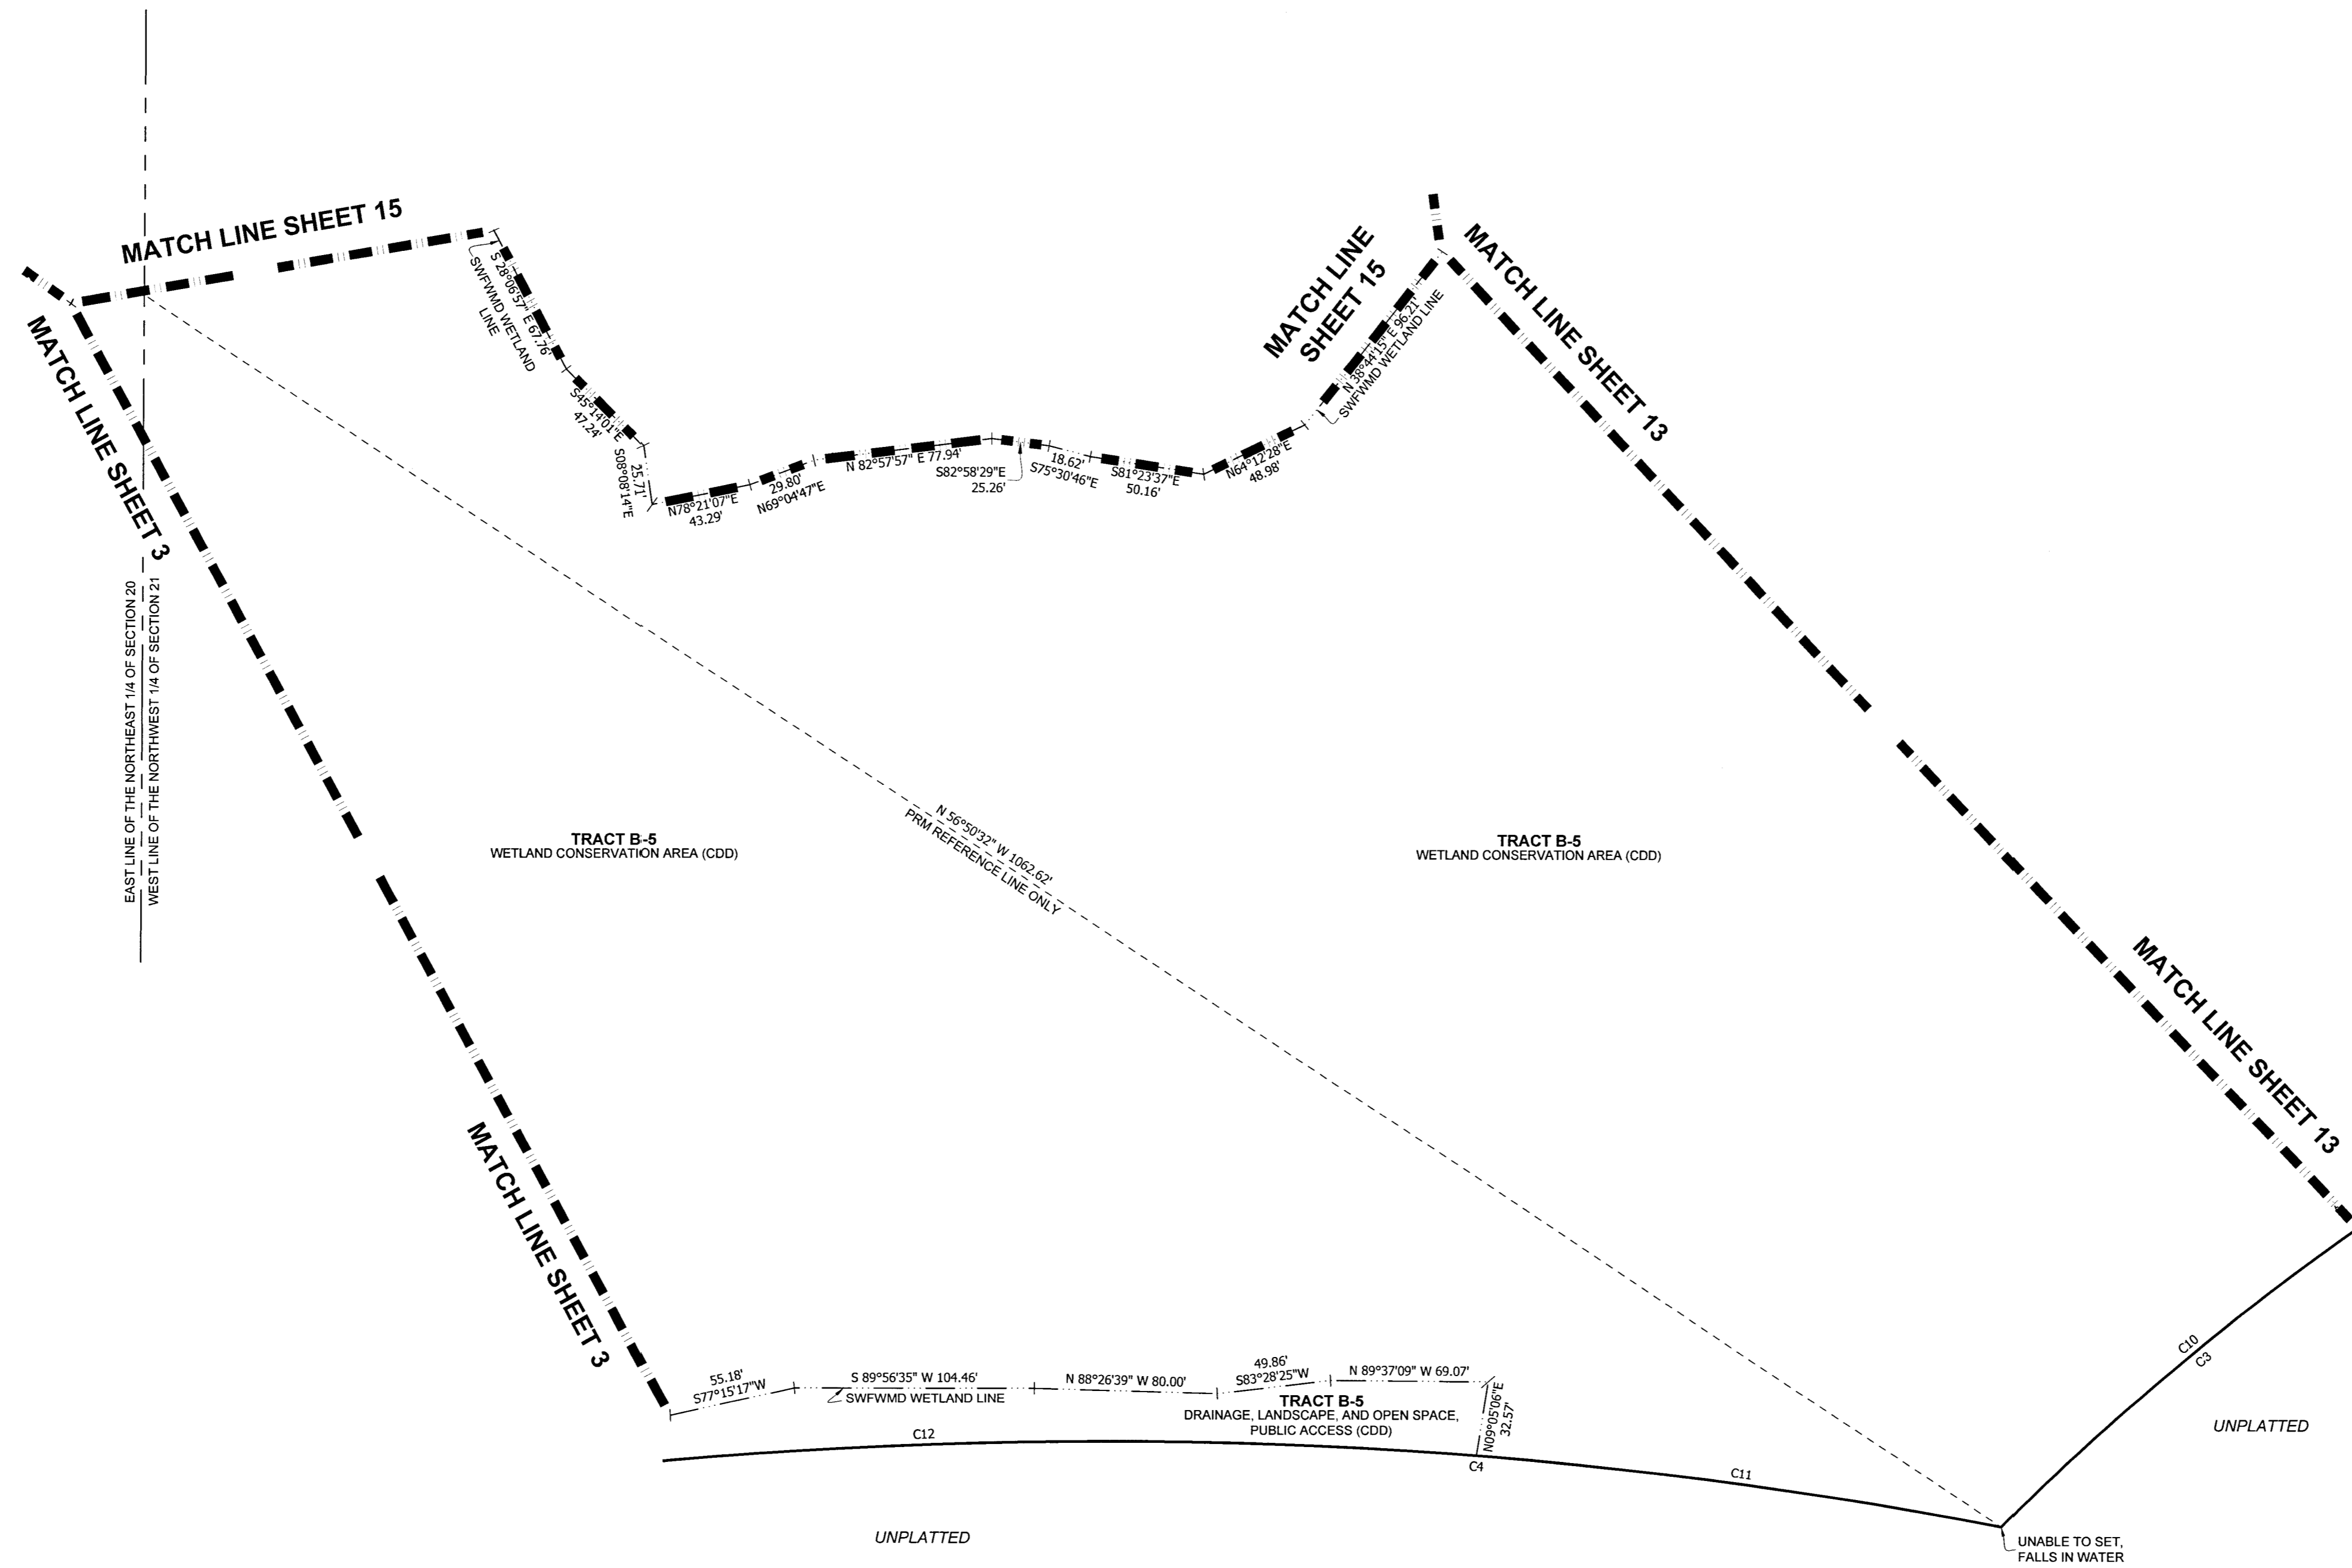 MATCH LINE SHEET 15
S 28°06'57" E 67.76'
SWFWMD WETLAND
LINE
MATCH LINE
SHEET 15
MATCH LINE SHEET 13
N 38°44'15" E 96.21'
SWFWMD WETLAND LINE
MATCH LINE SHEET 3
S45°14'01"E
47.24'
25.71'
S08°08'14"E
N78°21'07"E
43.29'
29.80'
N69°04'47"E
N 82°57'57" E 77.94'
S82°58'29"E
25.26'
18.62'
S75°30'46"E
S81°23'37"E
50.16'
N64°12'28"E
48.98'
EAST LINE OF THE NORTHEAST 1/4 OF SECTION 20
WEST LINE OF THE NORTHWEST 1/4 OF SECTION 21
TRACT B-5
WETLAND CONSERVATION AREA (CDD)
N 56°50'32" W 1062.62'
PRM REFERENCE LINE ONLY
TRACT B-5
WETLAND CONSERVATION AREA (CDD)
MATCH LINE SHEET 13
MATCH LINE SHEET 3
55.18'
S77°15'17"W
S 89°56'35" W 104.46'
SWFWMD WETLAND LINE
N 88°26'39" W 80.00'
49.86'
S83°28'25"W
N 89°37'09" W 69.07'
TRACT B-5
DRAINAGE, LANDSCAPE, AND OPEN SPACE,
PUBLIC ACCESS (CDD)
N09°05'06"E
32.57'
C10
C3
UNPLATTED
C12
C4
C11
UNPLATTED
UNABLE TO SET,
FALLS IN WATER